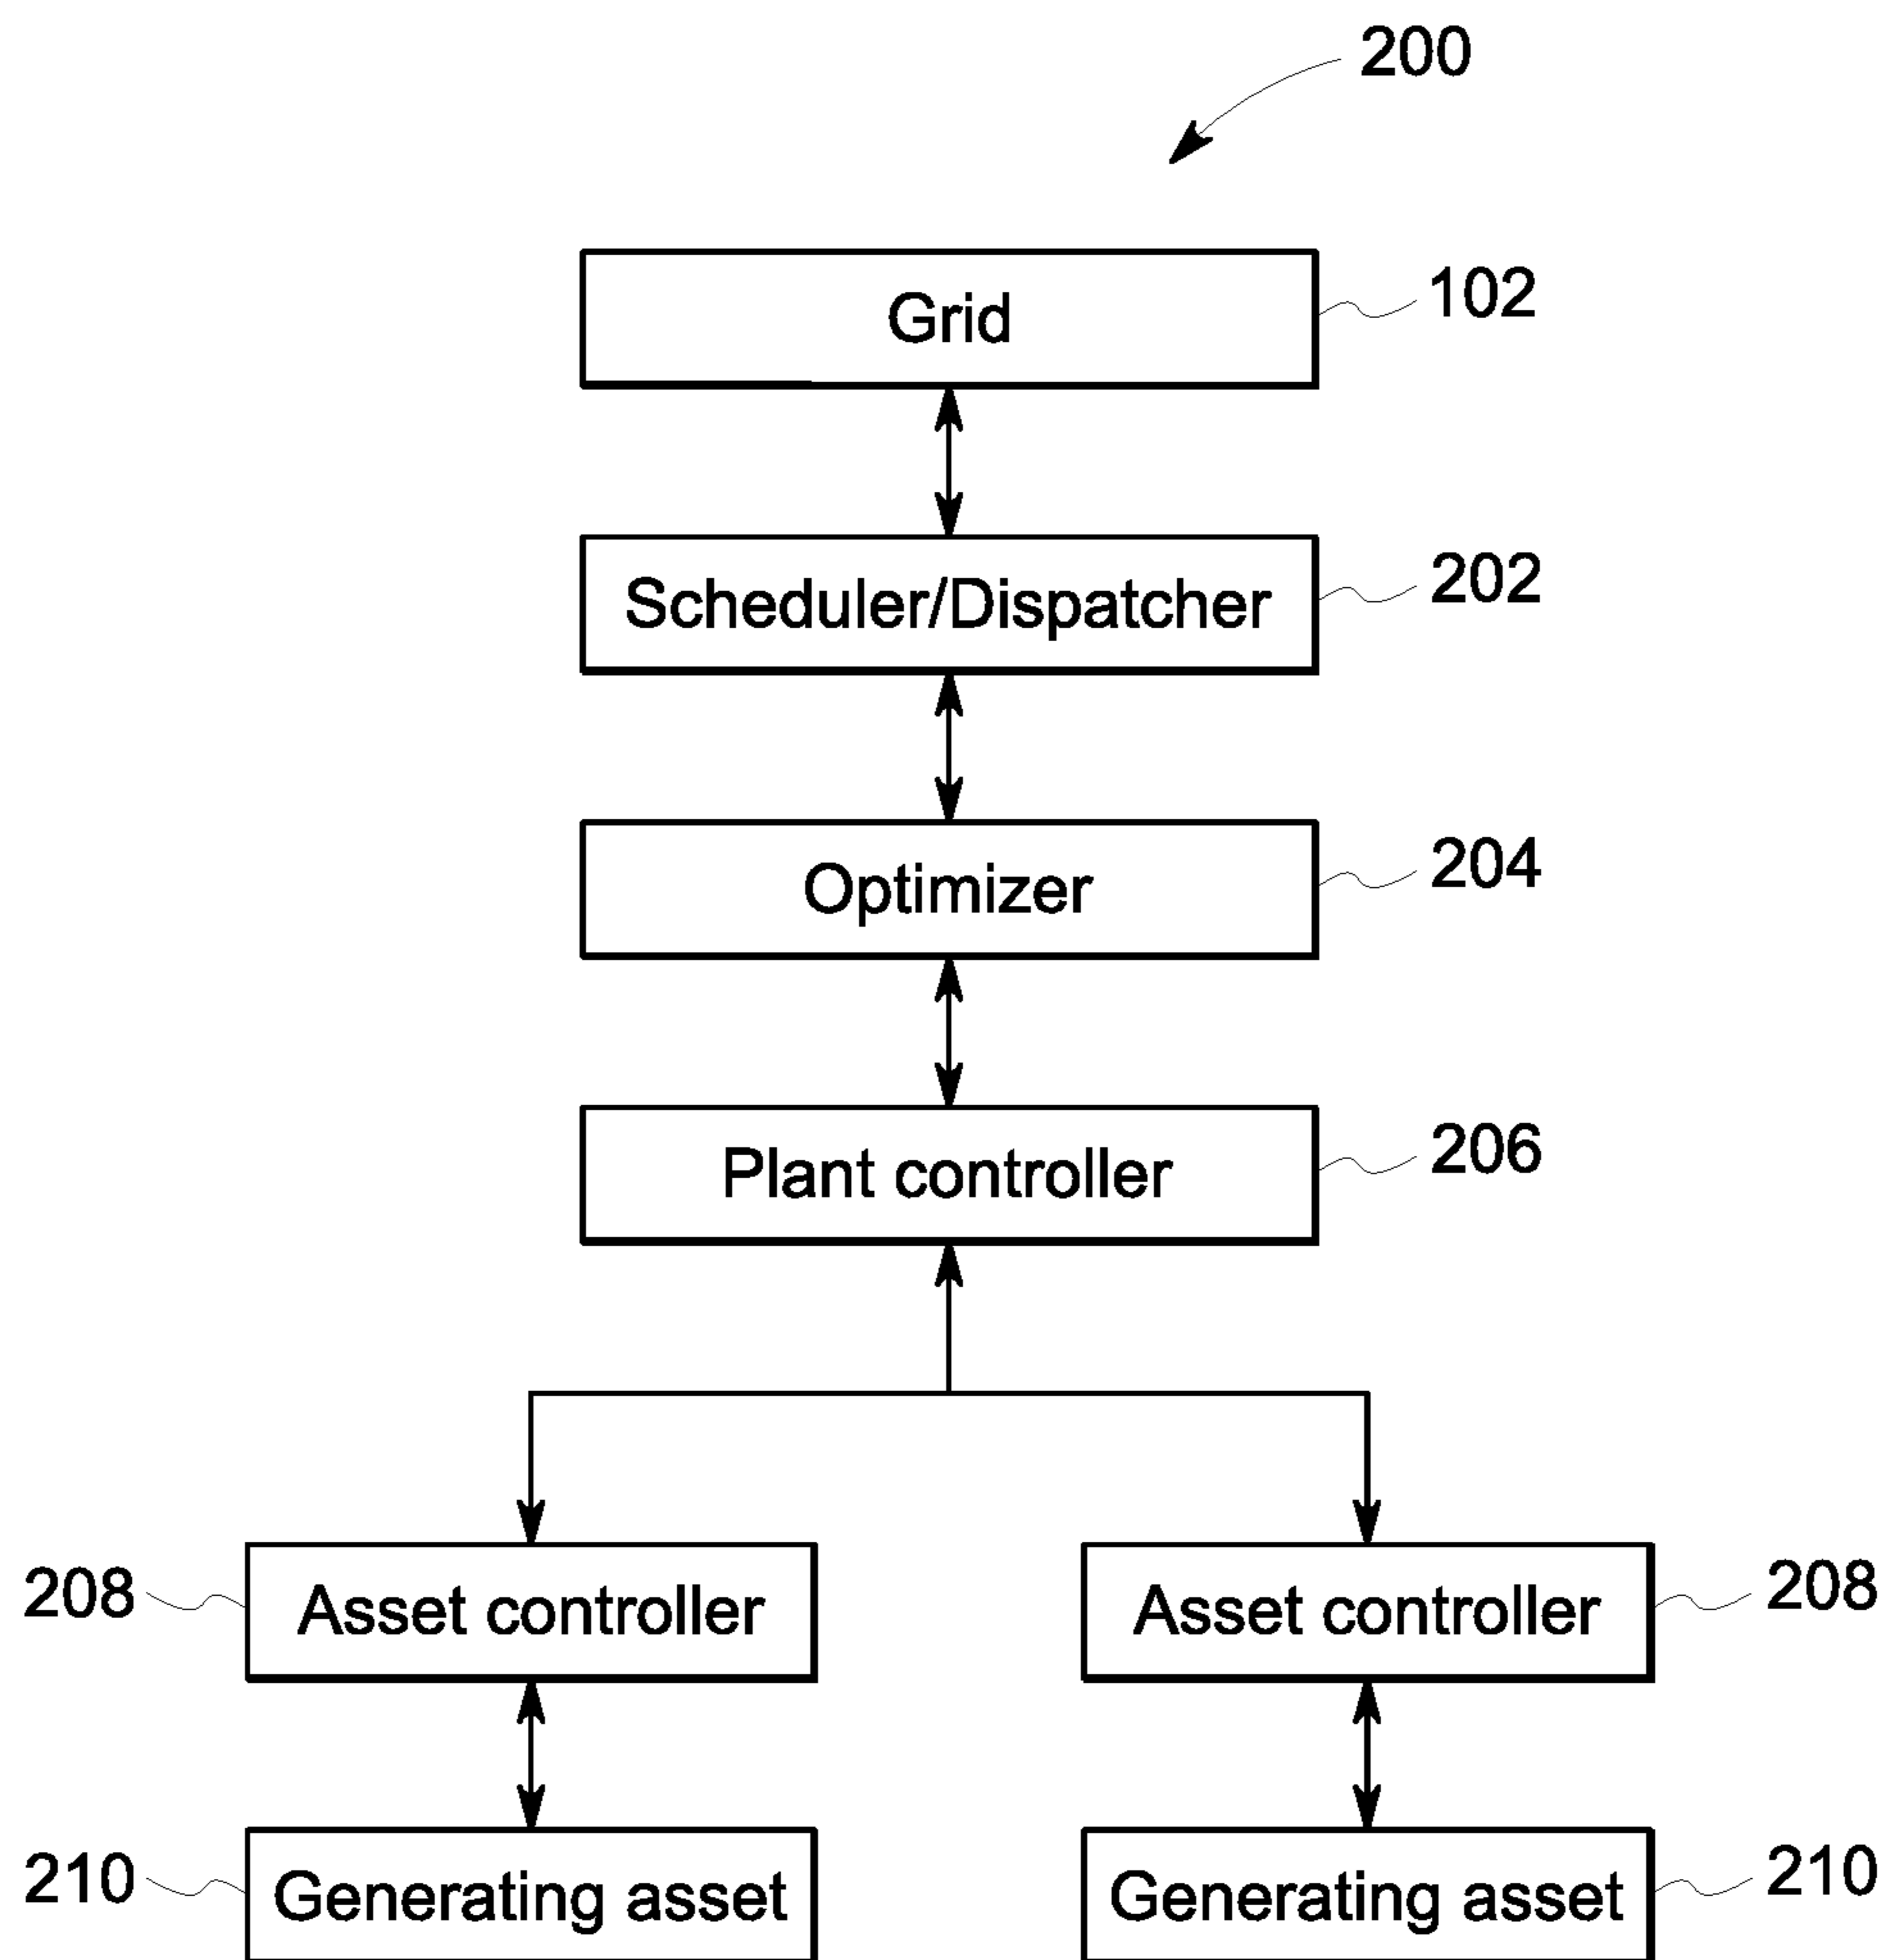 200
Grid
102
Scheduler/Dispatcher
202
Optimizer
204
Plant controller
206
208
Asset controller
Asset controller
208
210
Generating asset
Generating asset
210